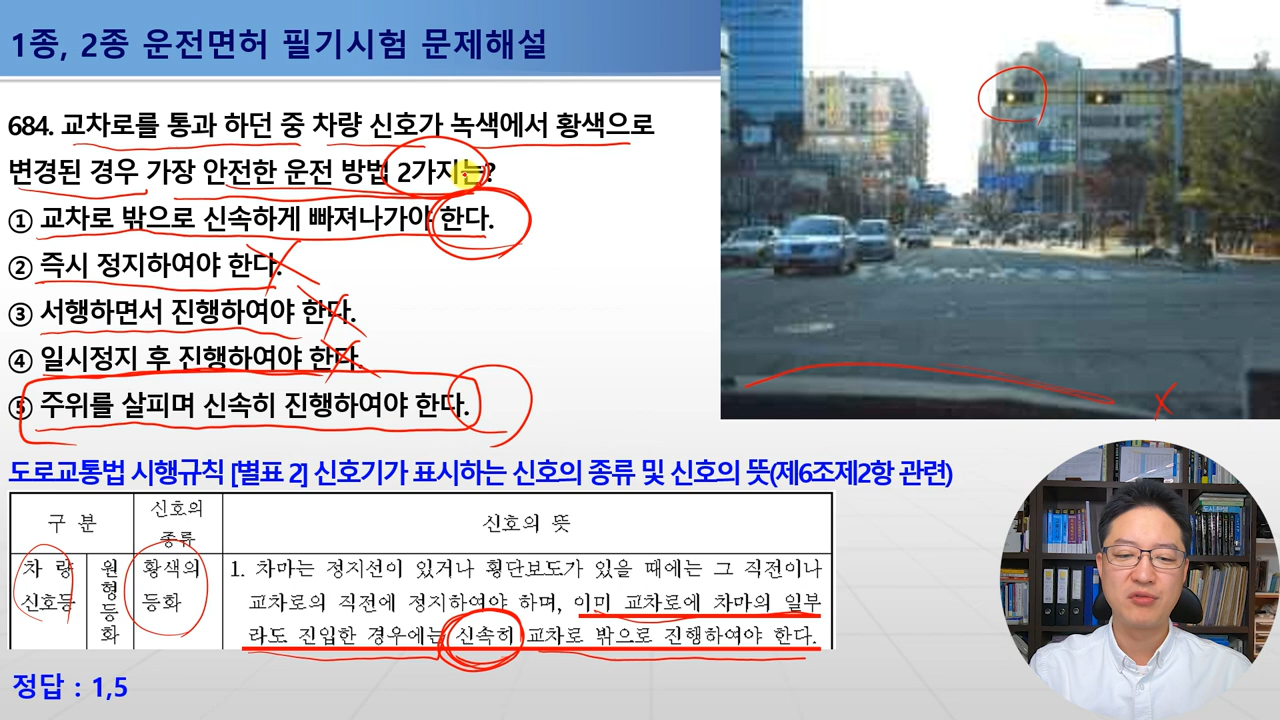 1종, 2종 운전면허 필기시험 문제해설
684. 교차로를 통과 하던 중 차량 신호가 녹색에서 황색으로
변경된 경우 가장 안전한 운전 방법 2가지는?
① 교차로 밖으로 신속하게 빠져나가야 한다.
② 즉시 정지하여야 한다.
③ 서행하면서 진행하여야 한다.
④ 일시정지 후 진행하여야 한다.
⑤ 주위를 살피며 신속히 진행하여야 한다.
도로교통법 시행규칙 [별표 2] 신호기가 표시하는 신호의 종류 및 신호의 뜻(제6조제2항 관련)
구 분
신호의
종류
신호의 뜻
차 량
신호등
원
형
등
화
황색의
등화
1. 차마는 정지선이 있거나 횡단보도가 있을 때에는 그 직전이나
교차로의 직전에 정지하여야 하며, 이미 교차로에 차마의 일부
라도 진입한 경우에는 신속히 교차로 밖으로 진행하여야 한다.
정답 : 1,5